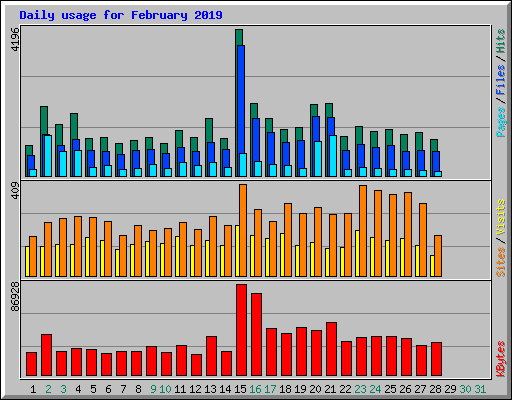 Daily usage for February 2019
4196
Pages / Files / Hits
409
Sites / Visits
86928
KBytes
1 2 3 4 5 6 7 8 9 10 11 12 13 14 15 16 17 18 19 20 21 22 23 24 25 26 27 28 29 30 31